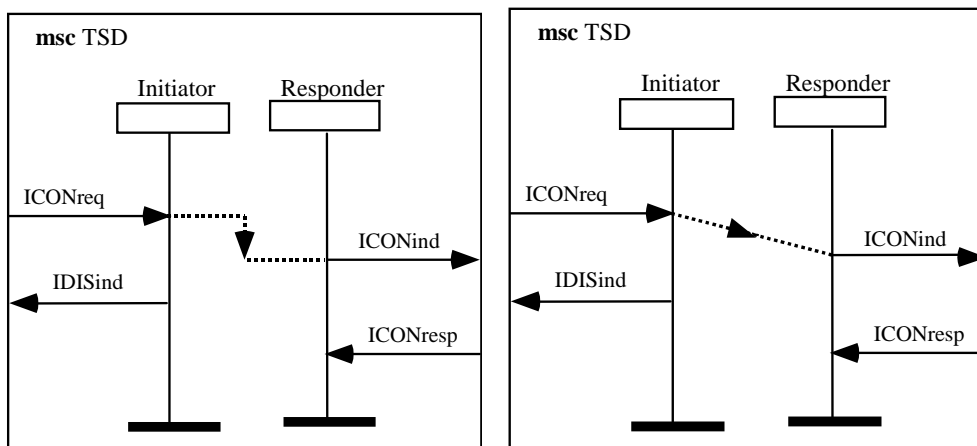 msc TSD
Initiator Responder
ICONreq
ICONind
IDISind
ICONresp
msc TSD
Initiator Responder
ICONreq
ICONind
IDISind
ICONresp